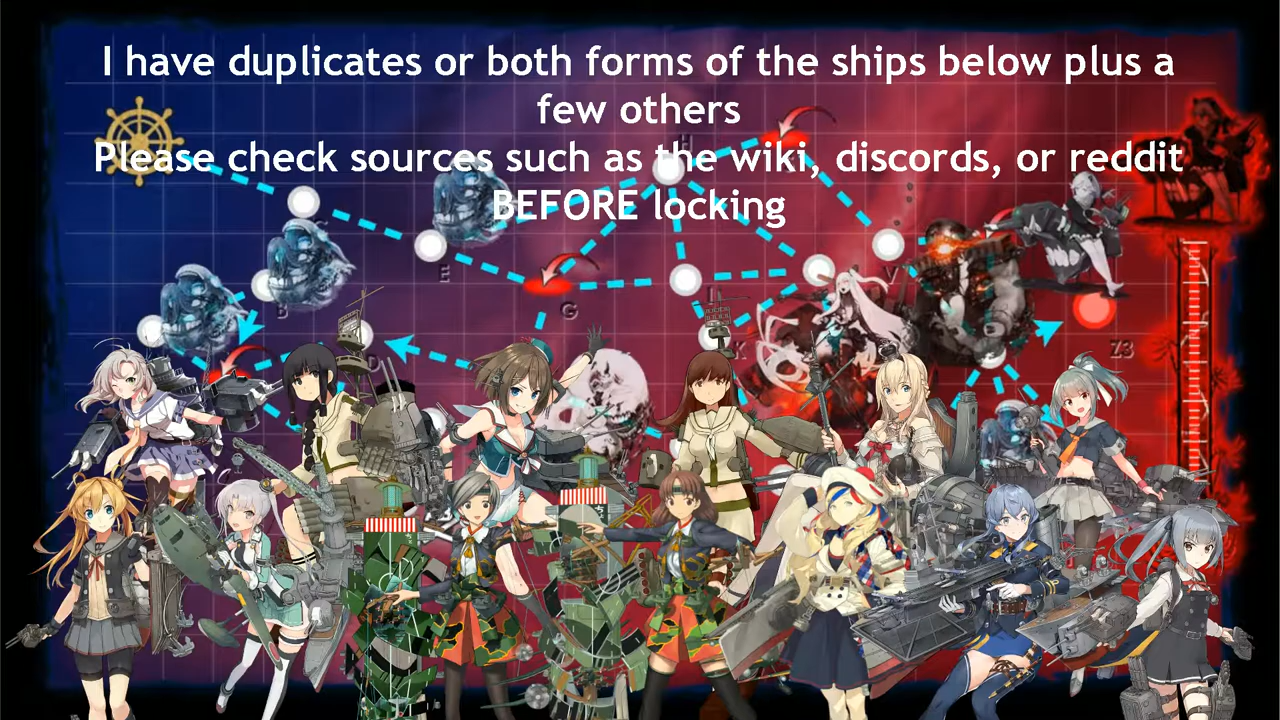 I have duplicates or both forms of the ships below plus a
few others
Please check sources such as the wiki, discords, or reddit
BEFORE locking
H
E
V
B
G
I
D
K
Z3